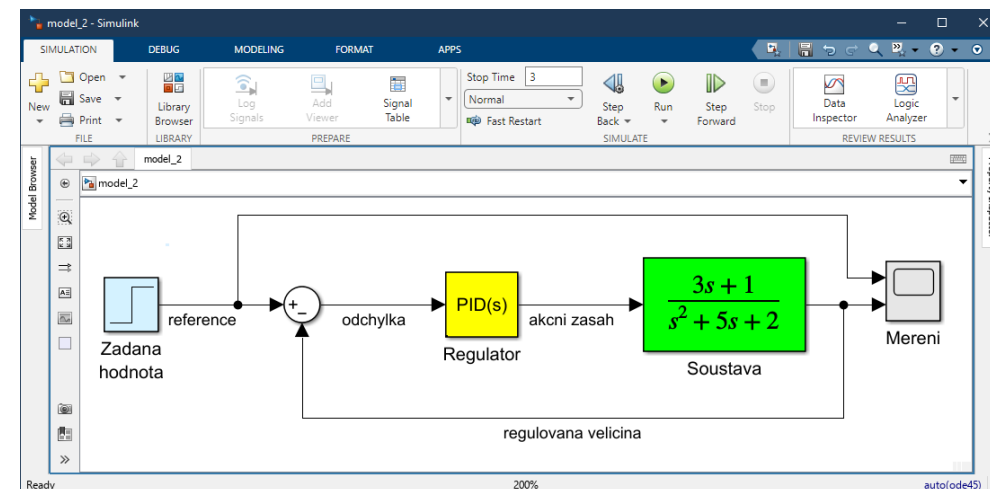 model_2 - Simulink
SIMULATION DEBUG MODELING FORMAT APPS
New
Open
Save
Print
FILE
Library
Browser
LIBRARY
Log
Signals
Add
Viewer
Signal
Table
PREPARE
Stop Time 3
Normal
Fast Restart
Step
Back
Run
Step
Forward
Stop
SIMULATE
Data
Inspector
Logic
Analyzer
REVIEW RESULTS
Model Browser
model_2
model_2
Zadana
hodnota
reference
+
−
odchylka
PID(s)
Regulator
akcni zasah
3s + 1
s² + 5s + 2
Soustava
Mereni
regulovana velicina
Ready 200% auto(ode45)